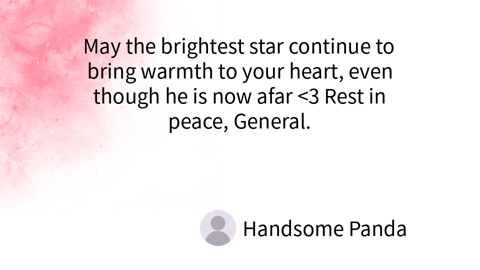 May the brightest star continue to
bring warmth to your heart, even
though he is now afar <3 Rest in
peace, General.
Handsome Panda